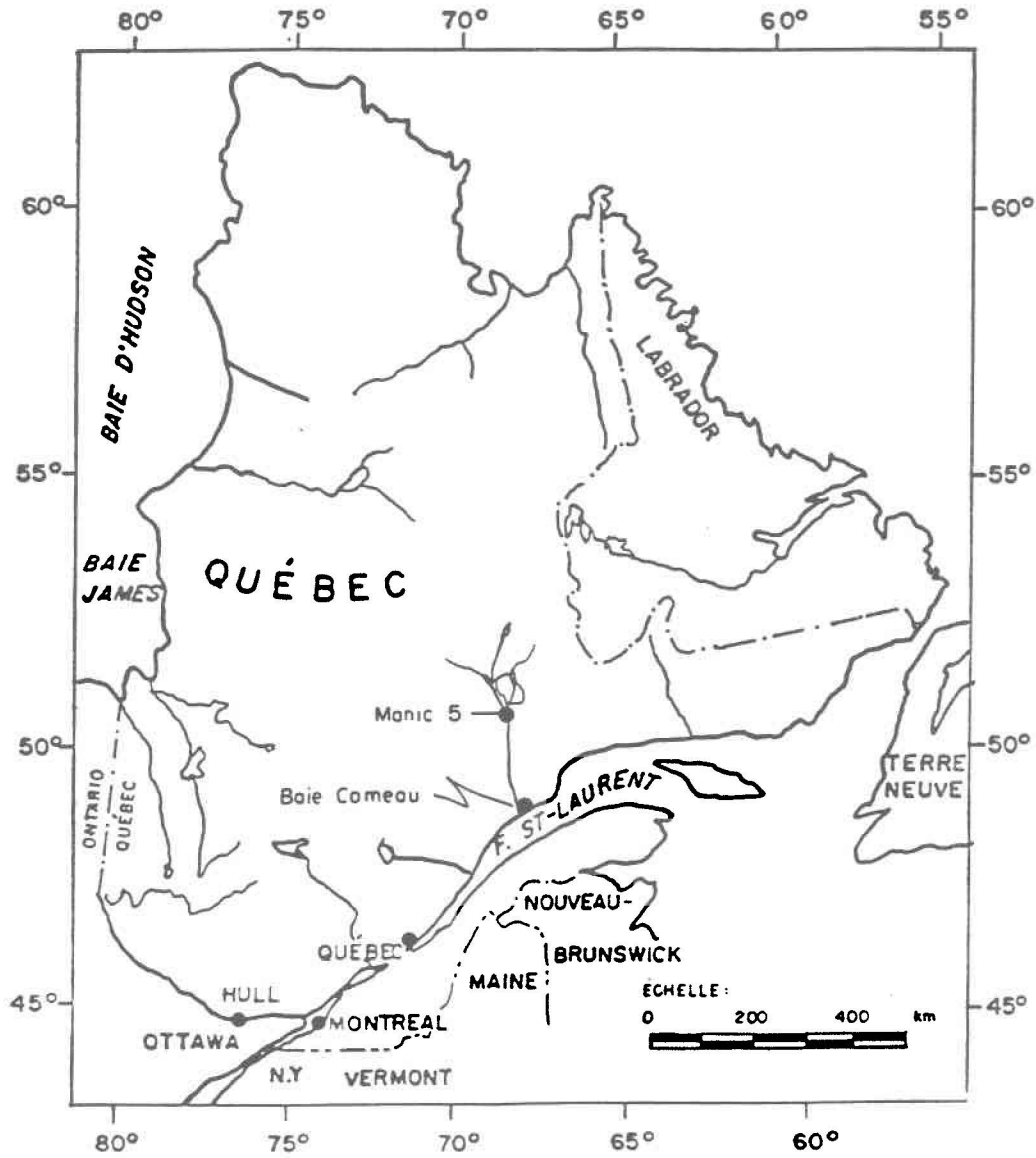 80° 75° 70° 65° 60° 55°
60° 60°
BAIE D'HUDSON
LABRADOR
55° 55°
BAIE
JAMES
QUÉBEC
Manic 5
50° 50°
TERRE
NEUVE
Baie Comeau
F. ST-LAURENT
ONTARIO
QUÉBEC
NOUVEAU-
BRUNSWICK
QUÉBEC
MAINE
45° 45°
HULL
OTTAWA
MONTREAL
N.Y VERMONT
ECHELLE:
0 200 400 km
80° 75° 70° 65° 60°